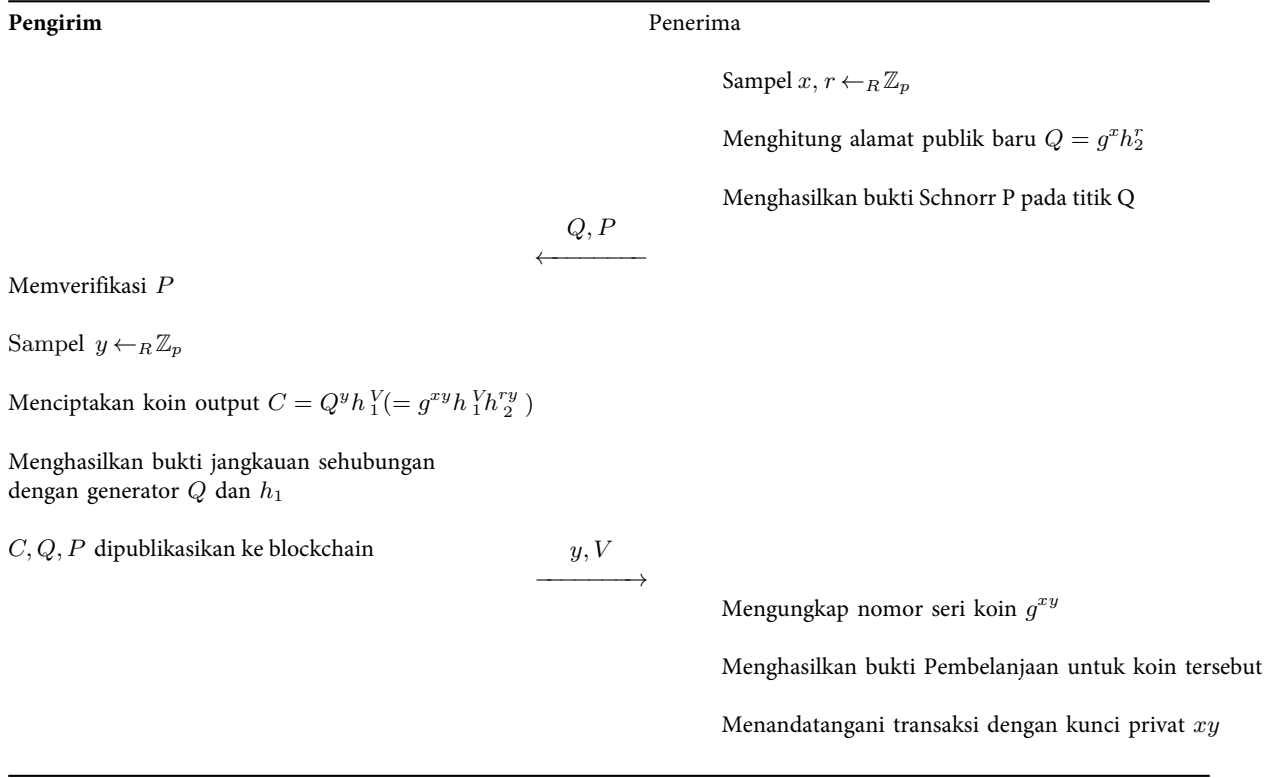 Pengirim Penerima
Sampel x, r ←_R ℤ_p
Menghitung alamat publik baru Q = g^x h_2^r
Menghasilkan bukti Schnorr P pada titik Q
Q, P
←
Memverifikasi P
Sampel y ←_R ℤ_p
Menciptakan koin output C = Q^y h_1^V (= g^{xy} h_1^V h_2^{ry})
Menghasilkan bukti jangkauan sehubungan
dengan generator Q dan h_1
C, Q, P dipublikasikan ke blockchain y, V
→
Mengungkap nomor seri koin g^{xy}
Menghasilkan bukti Pembelanjaan untuk koin tersebut
Menandatangani transaksi dengan kunci privat xy